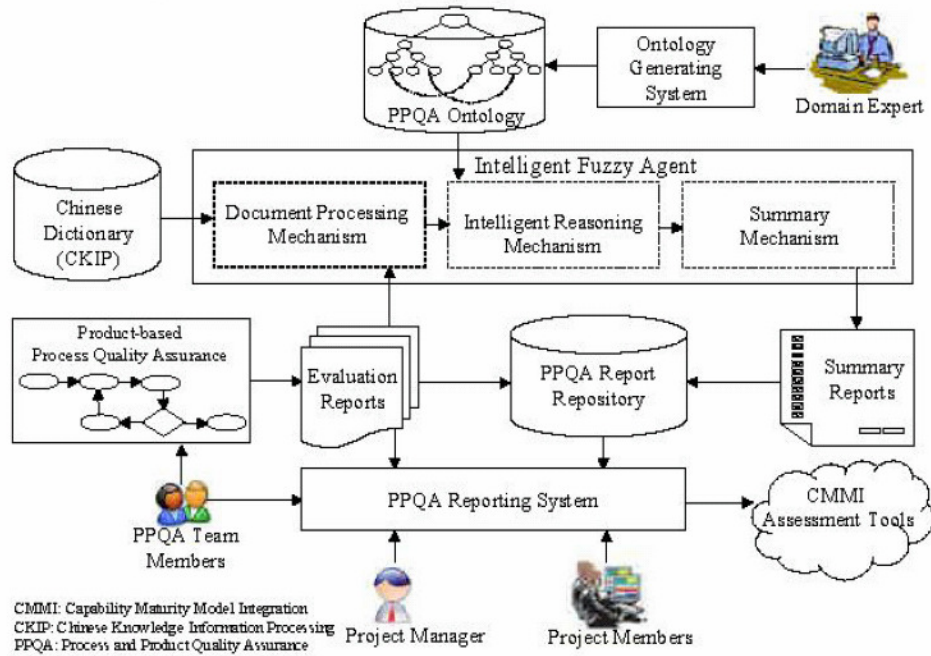 Ontology
Generating
System
PPQA Ontology
Domain Expert
Intelligent Fuzzy Agent
Chinese
Dictionary
(CKIP)
Document Processing
Mechanism
Intelligent Reasoning
Mechanism
Summary
Mechanism
Product-based
Process Quality Assurance
Evaluation
Reports
PPQA Report
Repository
Summary
Reports
PPQA Reporting System
CMMI
Assessment Tools
PPQA Team
Members
Project Manager
Project Members
CMMI: Capability Maturity Model Integration
CKIP: Chinese Knowledge Information Processing
PPQA: Process and Product Quality Assurance